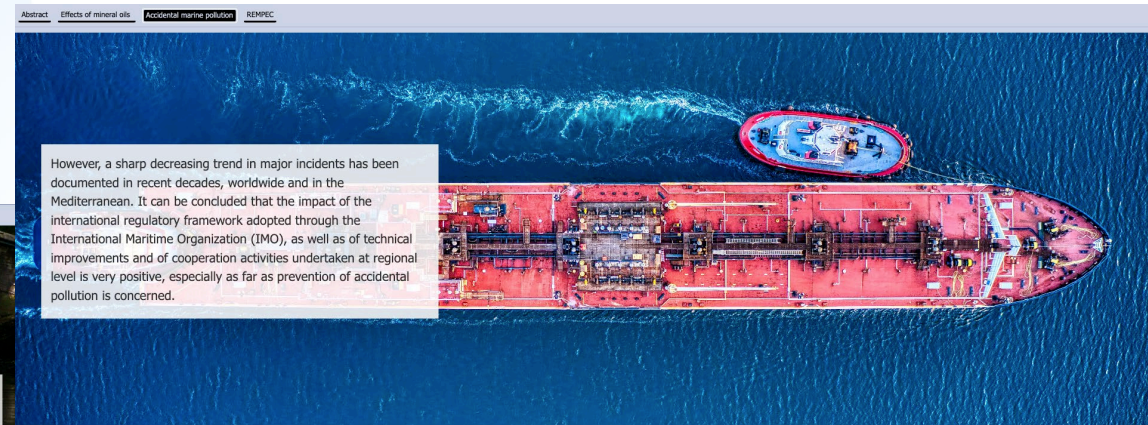 Abstract Effects of mineral oils Accidental marine pollution REMPEC
However, a sharp decreasing trend in major incidents has been
documented in recent decades, worldwide and in the
Mediterranean. It can be concluded that the impact of the
international regulatory framework adopted through the
International Maritime Organization (IMO), as well as of technical
improvements and of cooperation activities undertaken at regional
level is very positive, especially as far as prevention of accidental
pollution is concerned.